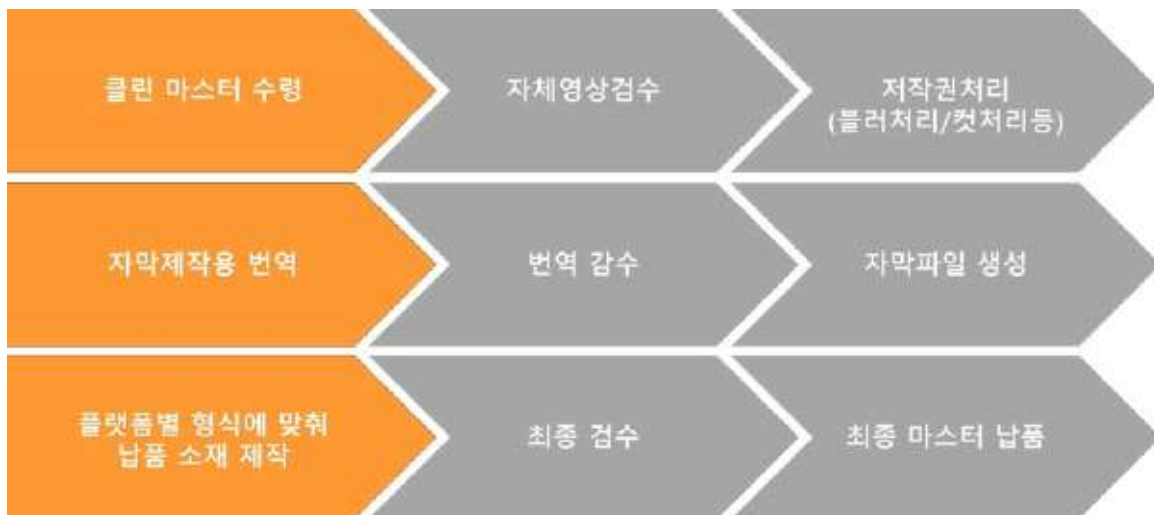 클린 마스터 수령
자체영상검수
저작권처리
(블러처리/컷처리등)
자막제작용 번역
번역 감수
자막파일 생성
플랫폼별 형식에 맞춰
납품 소재 제작
최종 검수
최종 마스터 납품